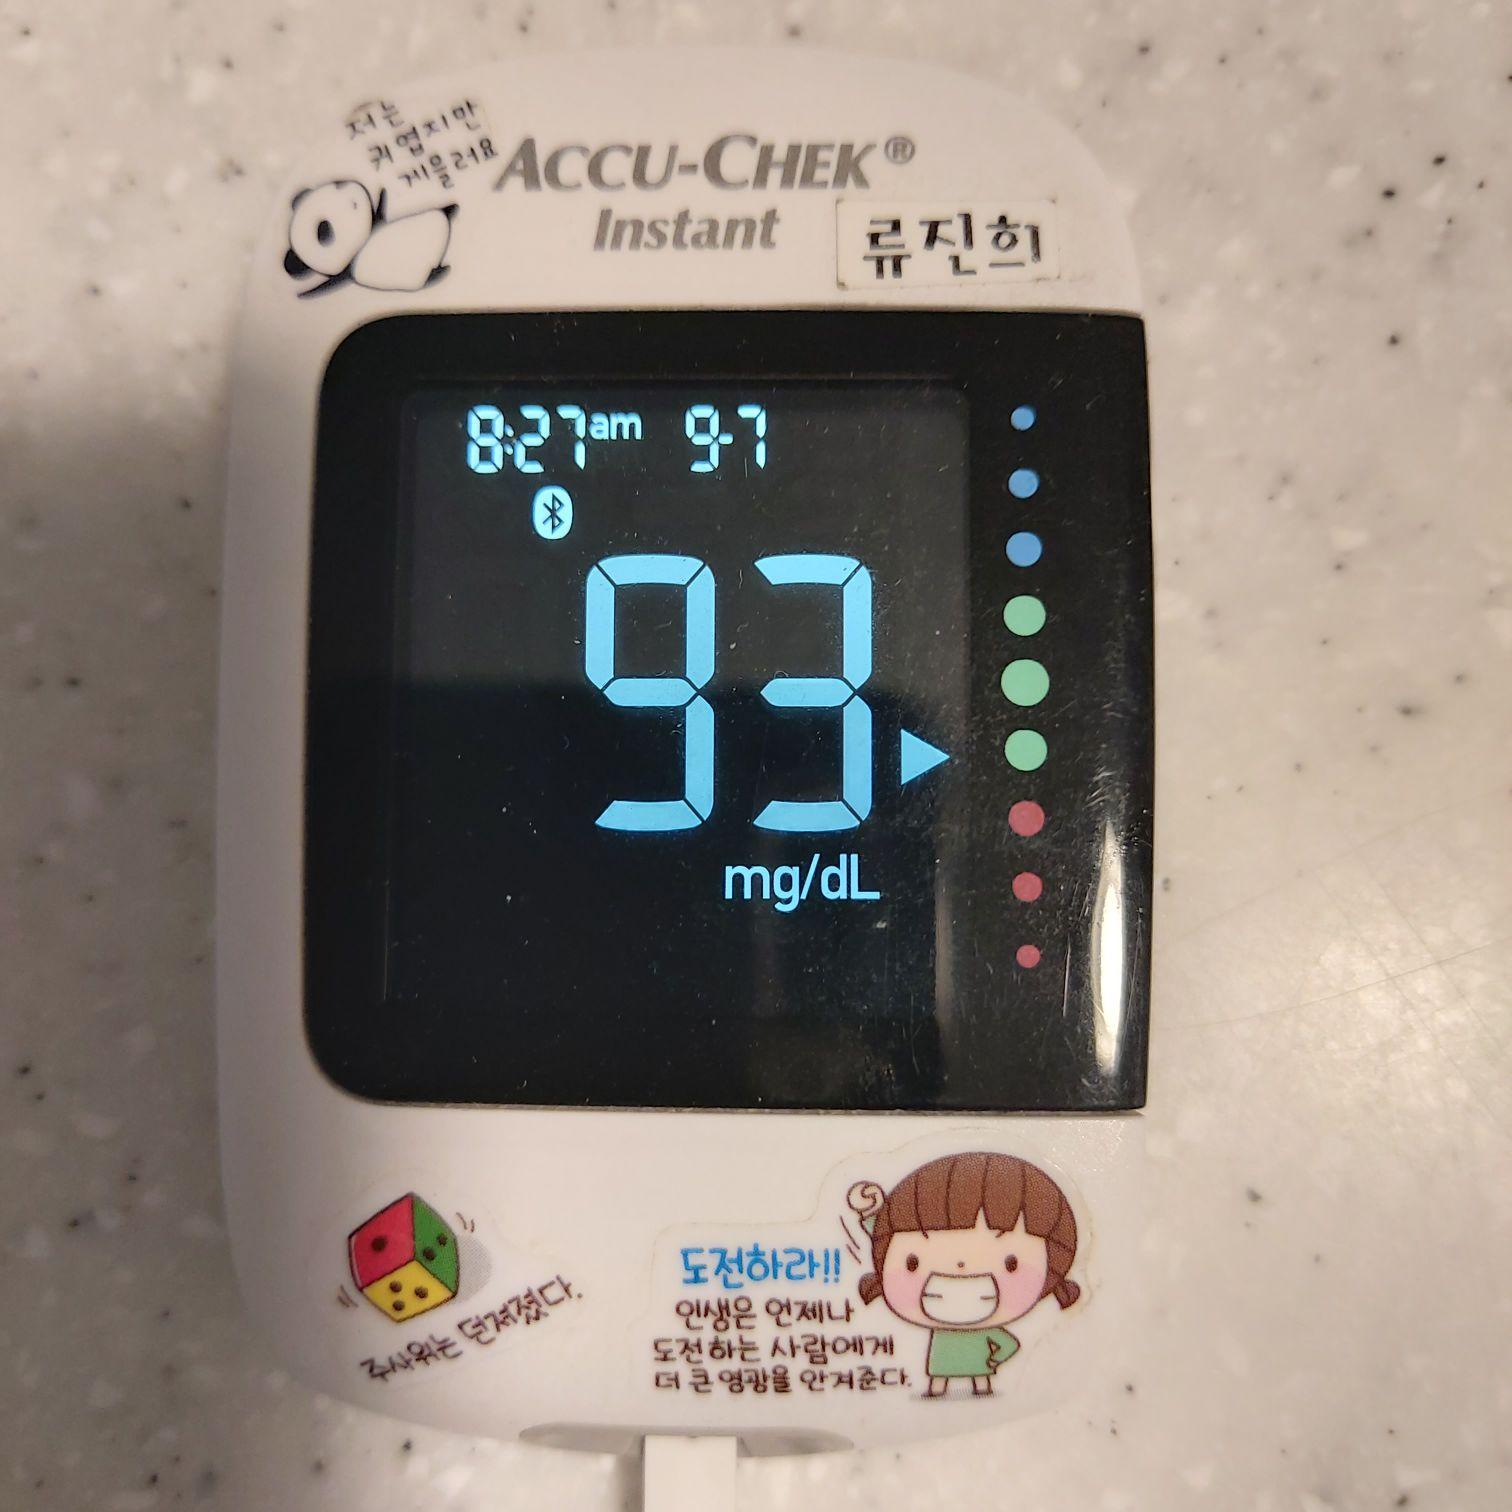 저는
귀엽지만
게을러요
ACCU-CHEK®
Instant
류진희
8:27am 9-7
93
mg/dL
주사위는 던져졌다.
도전하라!!
인생은 언제나
도전하는 사람에게
더 큰 영광을 안겨준다.